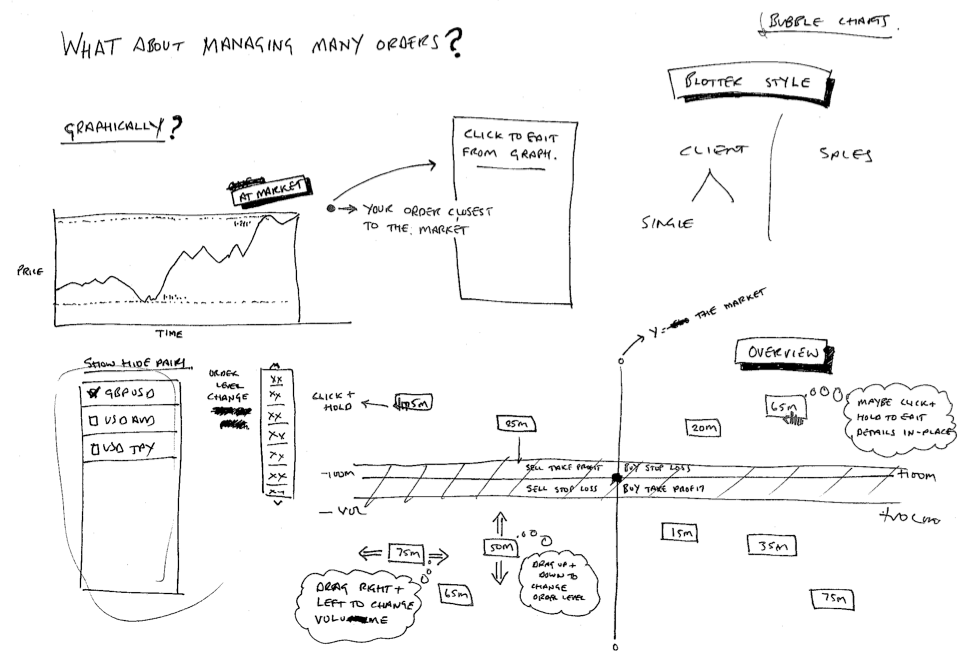 BUBBLE CHARTS.
WHAT ABOUT MANAGING MANY ORDERS?
BLOTTER STYLE
GRAPHICALLY?
CLICK TO EDIT
FROM GRAPH.
CLIENT
SALES
SINGLE
AT MARKET
YOUR ORDER CLOSEST
TO THE MARKET
PRICE
TIME
Y = THE MARKET
OVERVIEW
SHOW HIDE PAIRS
GBPUSD
USD AUD
USD JPY
ORDER
LEVEL
CHANGE
XX
XX
XX
XX
XX
XX
XX
CLICK +
HOLD
5M
85M
20M
65M
MAYBE CLICK +
HOLD TO EDIT
DETAILS IN-PLACE
-100M
SELL TAKE PROFIT
BUY STOP LOSS
+100M
SELL STOP LOSS
BUY TAKE PROFIT
- VOL
75M
50M
15M
35M
65M
75M
DRAG RIGHT +
LEFT TO CHANGE
VOLUME
DRAG UP +
DOWN TO
CHANGE
ORDER LEVEL